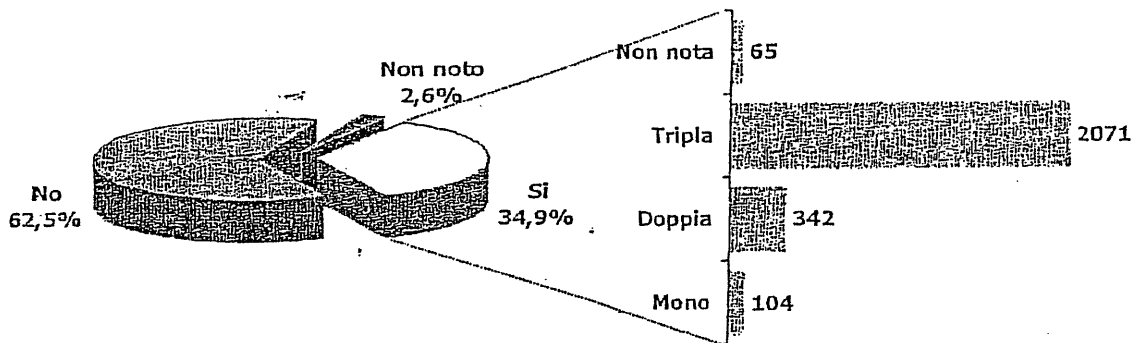 Non noto
2,6%
No
62,5%
Si
34,9%
Non nota
65
Tripla
2071
Doppia
342
Mono
104